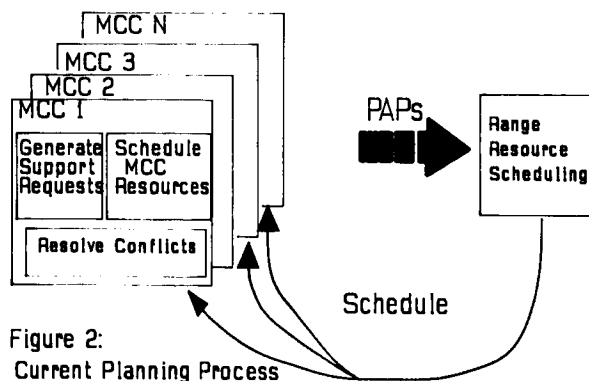 MCC N
MCC 3
MCC 2
MCC 1
Generate
Support
Requests
Schedule
MCC
Resources
Resolve Conflicts
PAPs
Range
Resource
Scheduling
Schedule
Figure 2:
Current Planning Process